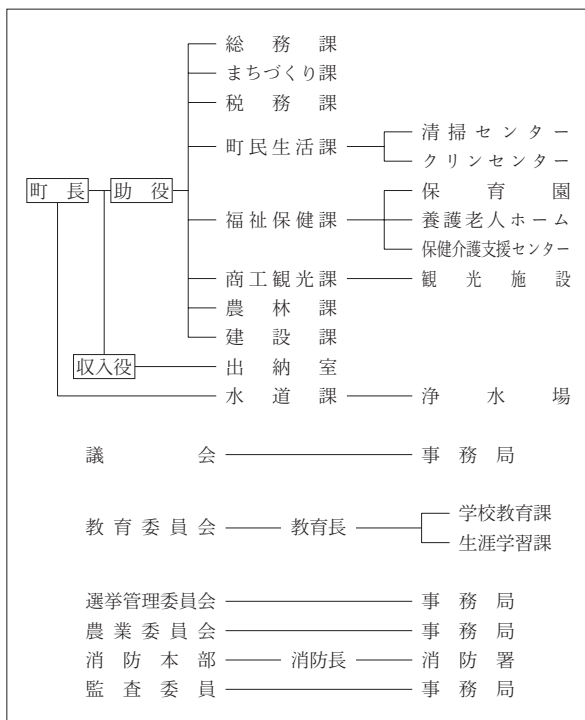 総務課
まちづくり課
税務課
町民生活課
清掃センター
クリンセンター
町長
助役
福祉保健課
保育園
養護老人ホーム
保健介護支援センター
商工観光課
観光施設
農林課
建設課
収入役
出納室
水道課
浄水場
議会
事務局
教育委員会
教育長
学校教育課
生涯学習課
選挙管理委員会
事務局
農業委員会
事務局
消防本部
消防長
消防署
監査委員
事務局